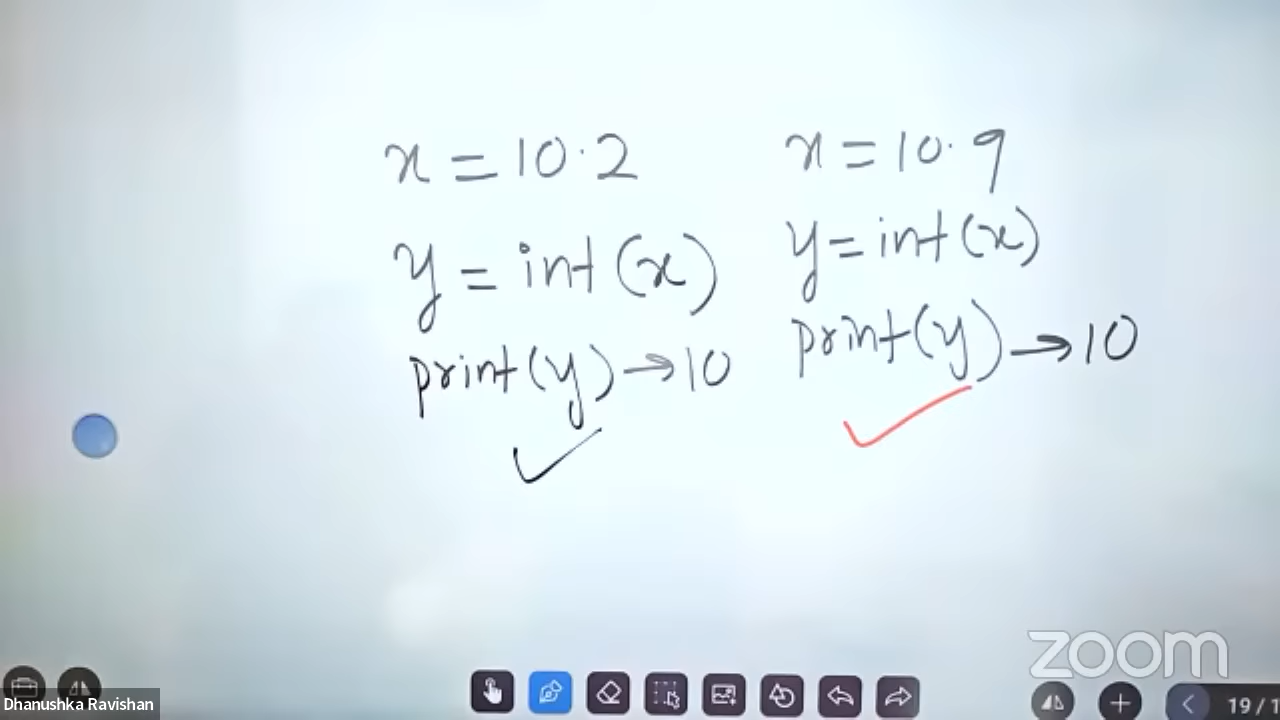 x = 10.2
y = int(x)
print(y) → 10
x = 10.9
y = int(x)
print(y) → 10
zoom
Dhanushka Ravishan
19/1